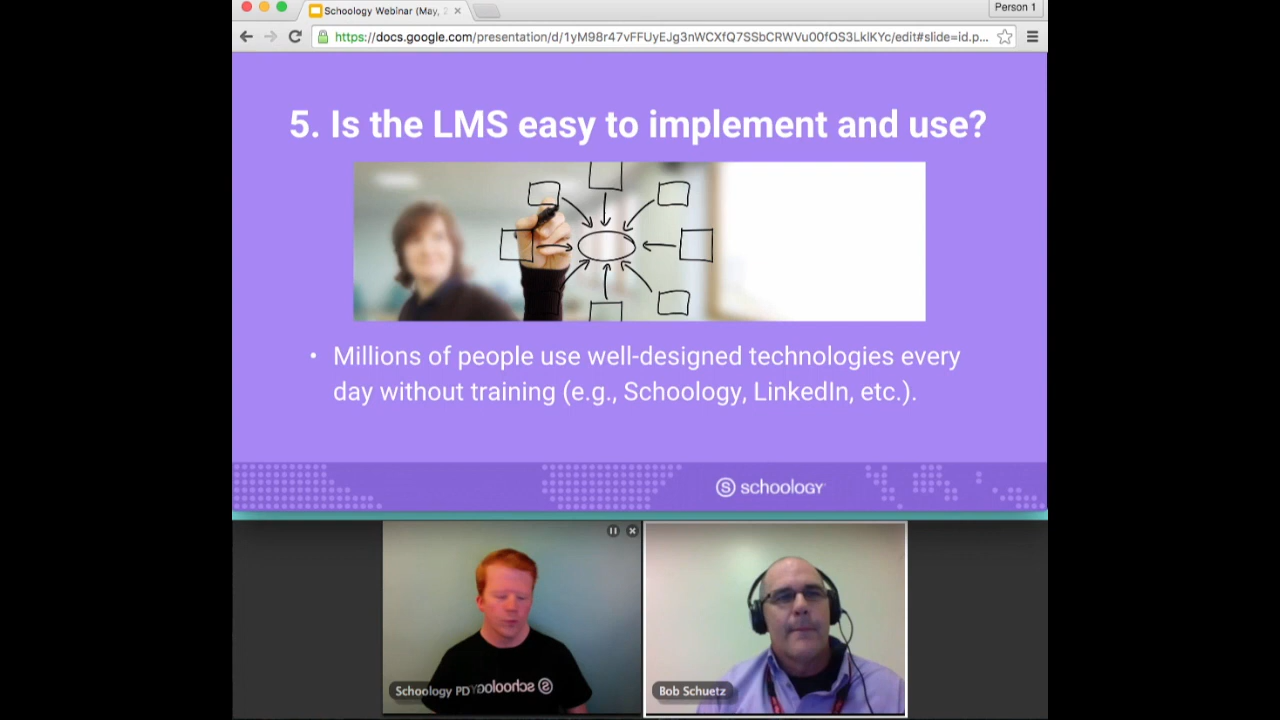 Schoology Webinar (May, 2
Person 1
https://docs.google.com/presentation/d/1yM98r47vFFUyEJg3nWCXfQ7SSbCRWVu00fOS3LklKYc/edit#slide=id.p...
5. Is the LMS easy to implement and use?
• Millions of people use well-designed technologies every
day without training (e.g., Schoology, LinkedIn, etc.).
S schoology
Schoology PD
S schoology
Bob Schuetz